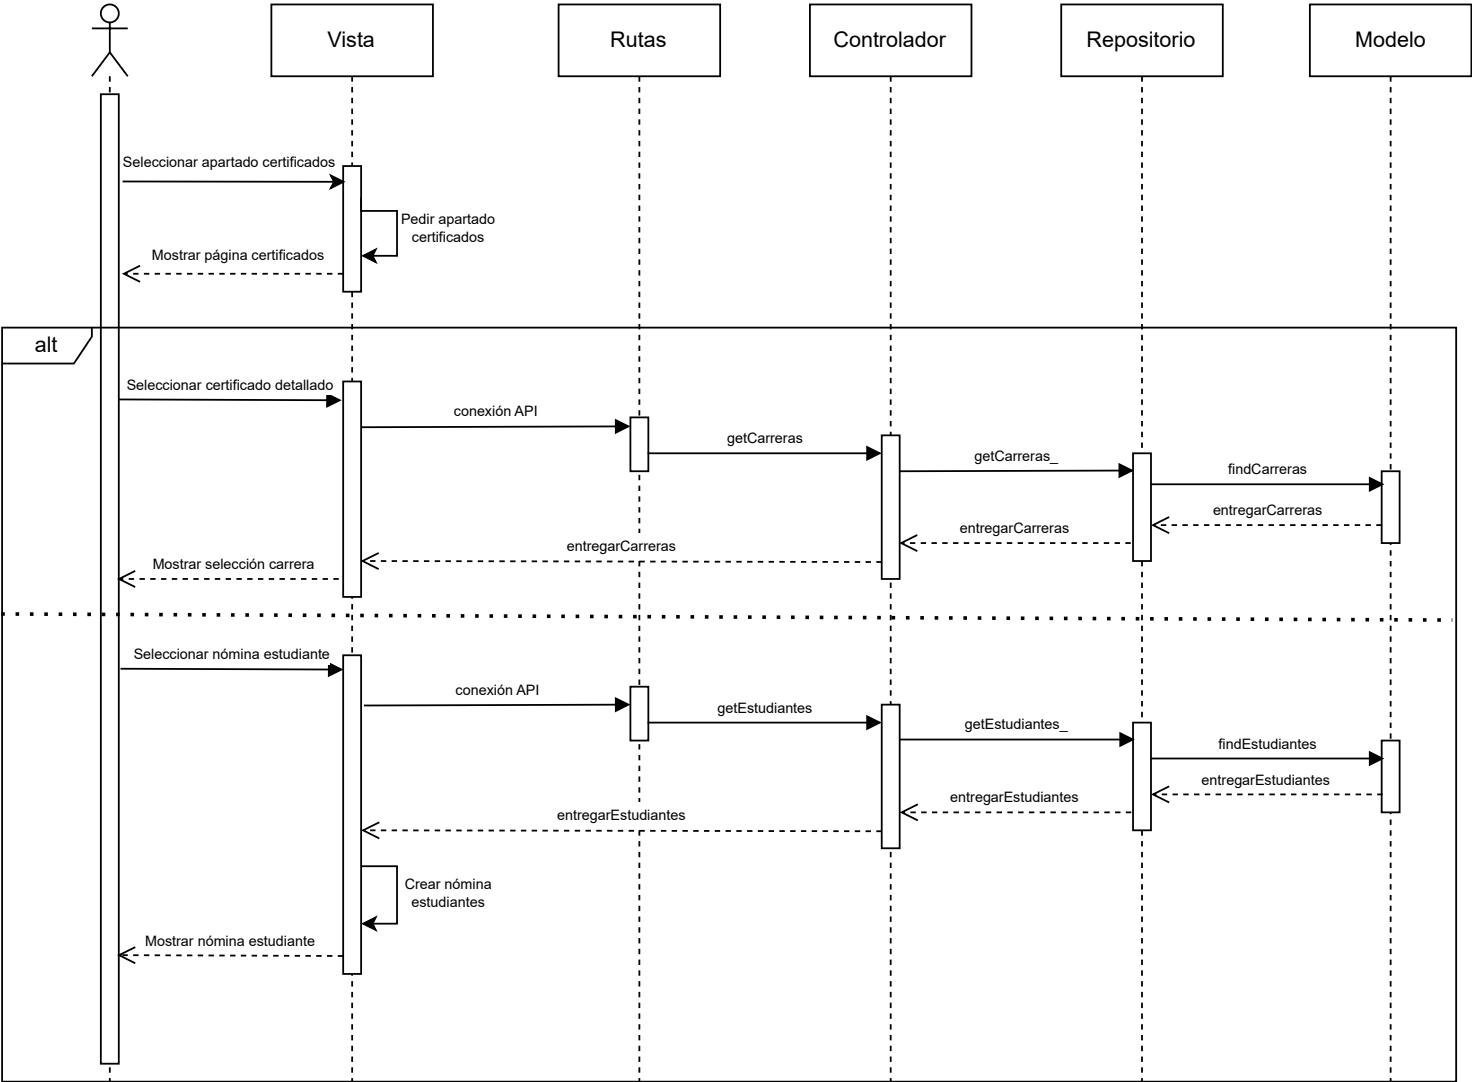 Vista
Rutas
Controlador
Repositorio
Modelo
Seleccionar apartado certificados
Pedir apartado
certificados
Mostrar página certificados
alt
Seleccionar certificado detallado
conexión API
getCarreras
getCarreras_
findCarreras
entregarCarreras
entregarCarreras
entregarCarreras
Mostrar selección carrera
Seleccionar nómina estudiante
conexión API
getEstudiantes
getEstudiantes_
findEstudiantes
entregarEstudiantes
entregarEstudiantes
entregarEstudiantes
Crear nómina
estudiantes
Mostrar nómina estudiante